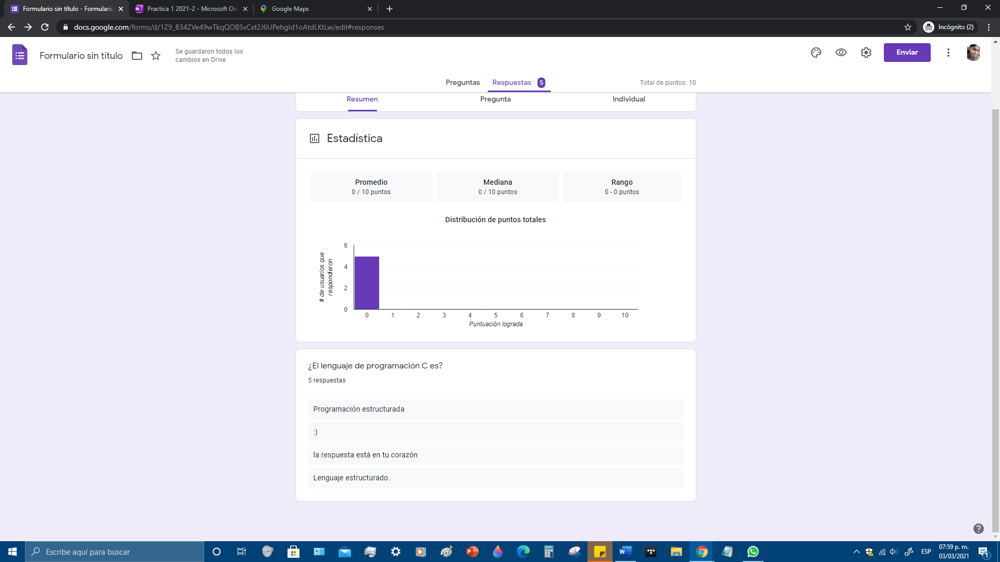 Formulario sin título - Formulario
Practica 1 2021-2 - Microsoft On
Google Maps
docs.google.com/forms/d/1Z9_B34ZVe49wTkqQOBSvCxt2J6UPehgId1oAtdLKtLw/edit#responses
Incógnito (2)
Formulario sin título
Se guardaron todos los
cambios en Drive
Enviar
Preguntas
Respuestas 5
Total de puntos: 10
Resumen
Pregunta
Individual
Estadística
Promedio
0 / 10 puntos
Mediana
0 / 10 puntos
Rango
0 - 0 puntos
Distribución de puntos totales
# de usuarios que
responderon
6
4
2
0
0 1 2 3 4 5 6 7 8 9 10
Puntuación lograda
¿El lenguaje de programación C es?
5 respuestas
Programación estructurada
:)
la respuesta está en tu corazón
Lenguaje estructurado.
Escribe aquí para buscar
ESP
07:59 p. m.
03/03/2021
1